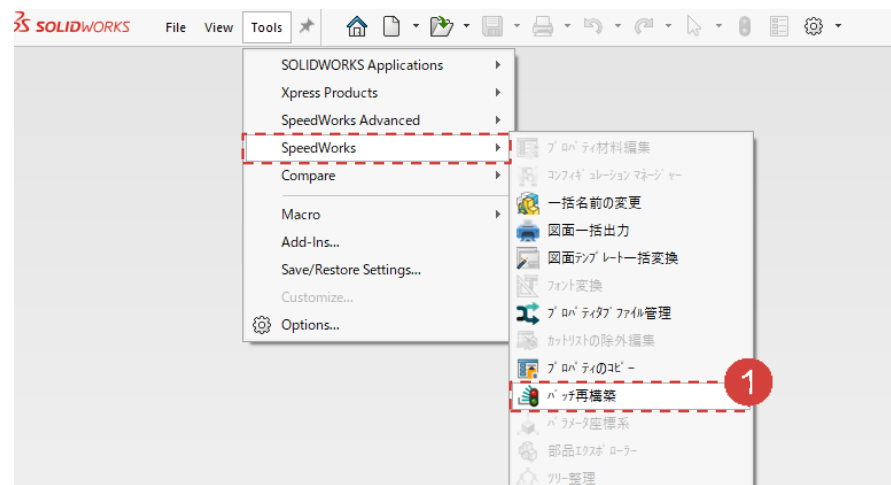 SOLIDWORKS File View Tools
SOLIDWORKS Applications
Xpress Products
SpeedWorks Advanced
SpeedWorks
Compare
Macro
Add-Ins...
Save/Restore Settings...
Customize...
Options...
プロパティ材料編集
コンフィギュレーションマネージャー
一括名前の変更
図面一括出力
図面テンプレート一括変換
フォント変換
プロパティタブファイル管理
カットリストの除外編集
プロパティのコピー
1
バッチ再構築
パラメータ座標系
部品エクスポローラー
ツリー整理